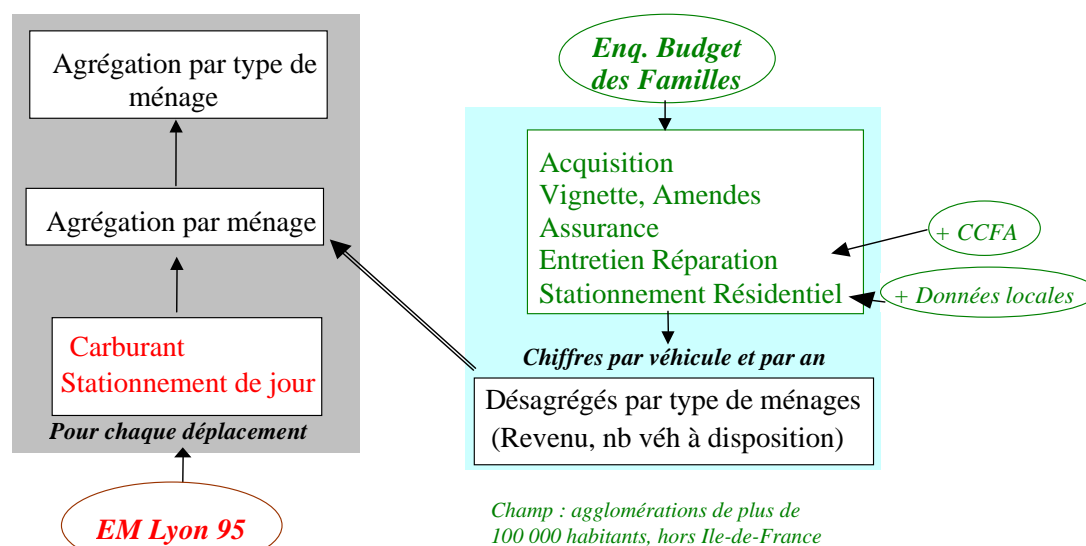 Agrégation par type de
ménage
Agrégation par ménage
Carburant
Stationnement de jour
Pour chaque déplacement
EM Lyon 95
Enq. Budget
des Familles
Acquisition
Vignette, Amendes
Assurance
Entretien Réparation
Stationnement Résidentiel
+ CCFA
+ Données locales
Chiffres par véhicule et par an
Désagrégés par type de ménages
(Revenu, nb véh à disposition)
Champ : agglomérations de plus de
100 000 habitants, hors Ile-de-France